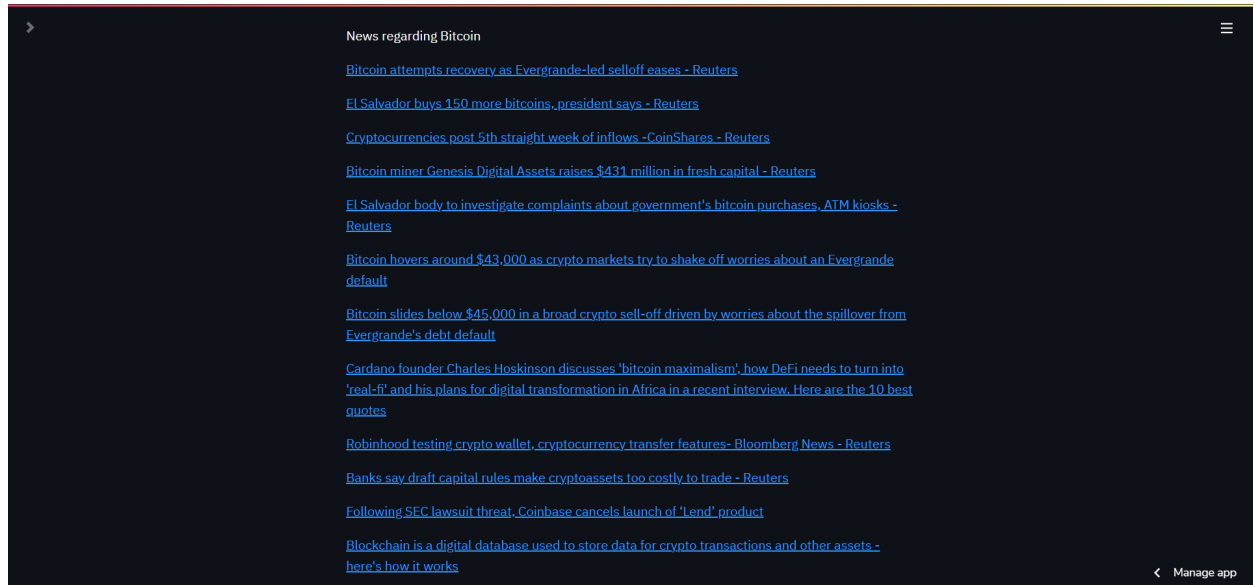 News regarding Bitcoin
Bitcoin attempts recovery as Evergrande-led selloff eases - Reuters
El Salvador buys 150 more bitcoins, president says - Reuters
Cryptocurrencies post 5th straight week of inflows -CoinShares - Reuters
Bitcoin miner Genesis Digital Assets raises $431 million in fresh capital - Reuters
El Salvador body to investigate complaints about government's bitcoin purchases, ATM kiosks -
Reuters
Bitcoin hovers around $43,000 as crypto markets try to shake off worries about an Evergrande
default
Bitcoin slides below $45,000 in a broad crypto sell-off driven by worries about the spillover from
Evergrande's debt default
Cardano founder Charles Hoskinson discusses 'bitcoin maximalism', how DeFi needs to turn into
'real-fi' and his plans for digital transformation in Africa in a recent interview. Here are the 10 best
quotes
Robinhood testing crypto wallet, cryptocurrency transfer features- Bloomberg News - Reuters
Banks say draft capital rules make cryptoassets too costly to trade - Reuters
Following SEC lawsuit threat, Coinbase cancels launch of ‘Lend’ product
Blockchain is a digital database used to store data for crypto transactions and other assets -
here's how it works
Manage app